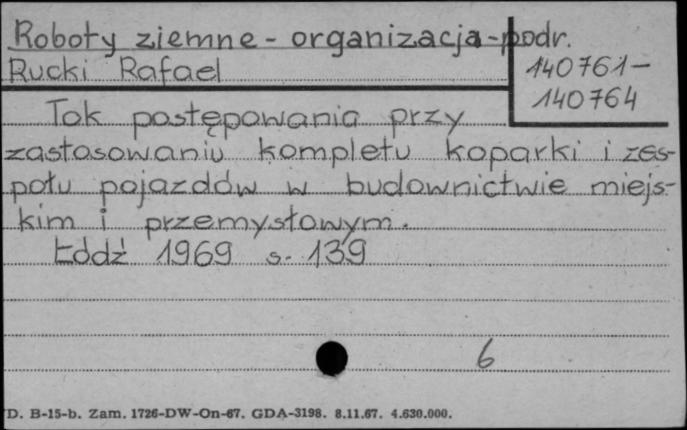 Roboty ziemne - organizacja - podr.
Rucki Rafael
140761-
140764
Tok postępowania przy
zastosowaniu kompletu koparki i zes-
połu pojazdów w budownictwie miejs-
kim i przemysłowym.
Łódź 1969 s. 139
6
D. B-15-b. Zam. 1726-DW-On-67. GDA-3198. 8.11.67. 4.630.000.